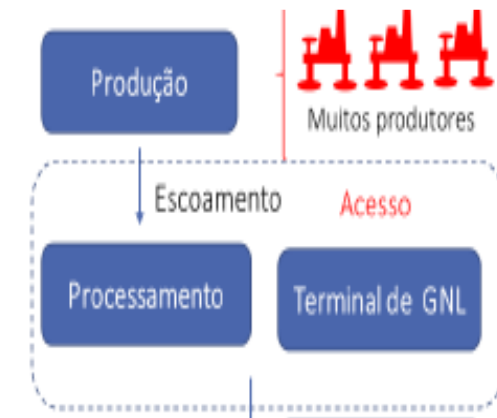 Produção
Muitos produtores
Escoamento
Acesso
Processamento
Terminal de GNL